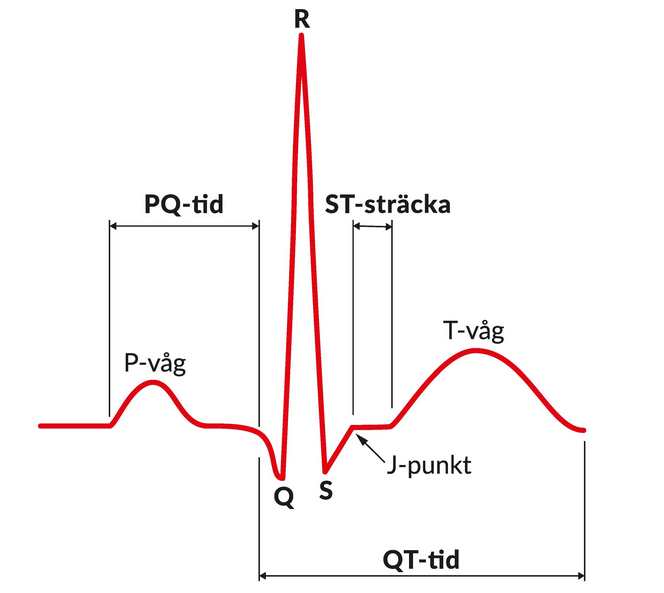 R
PQ-tid
ST-sträcka
T-våg
P-våg
J-punkt
Q
S
QT-tid